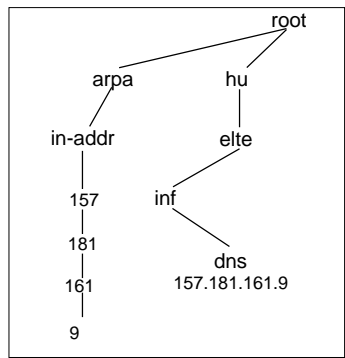 root
arpa
hu
in-addr
elte
157
inf
181
dns
161
157.181.161.9
9